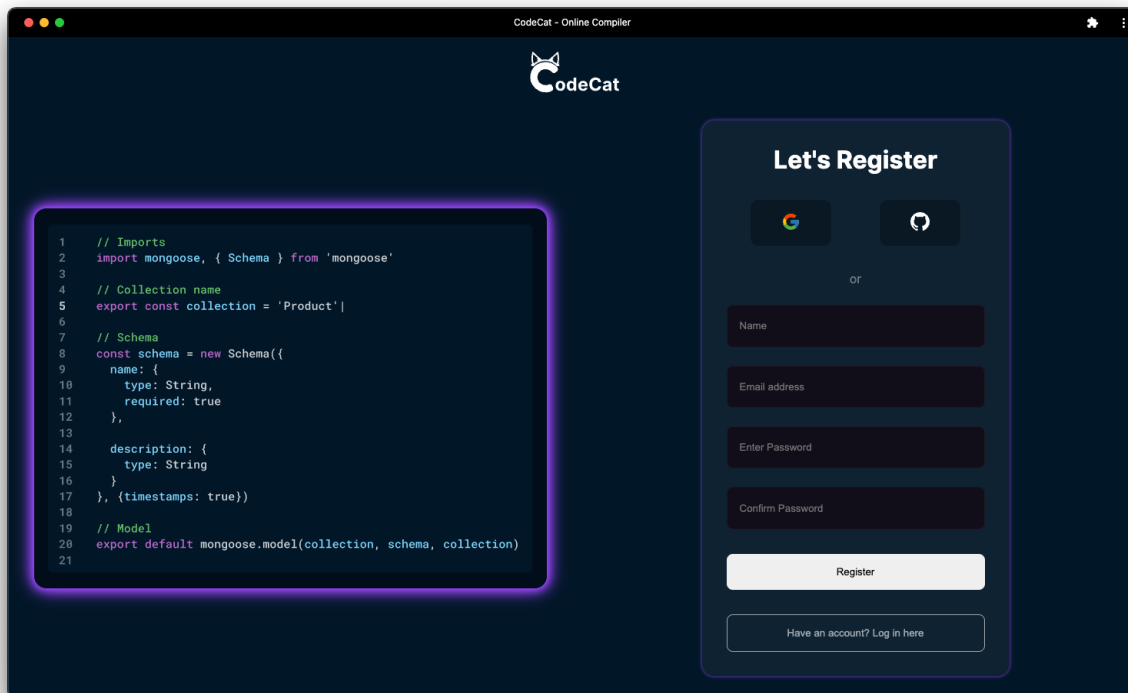 CodeCat - Online Compiler
CodeCat
1 // Imports
2 import mongoose, { Schema } from 'mongoose'
3
4 // Collection name
5 export const collection = 'Product'|
6
7 // Schema
8 const schema = new Schema({
9   name: {
10     type: String,
11     required: true
12   },
13
14   description: {
15     type: String
16   }
17 }, {timestamps: true})
18
19 // Model
20 export default mongoose.model(collection, schema, collection)
21
Let's Register
or
Name
Email address
Enter Password
Confirm Password
Register
Have an account? Log in here